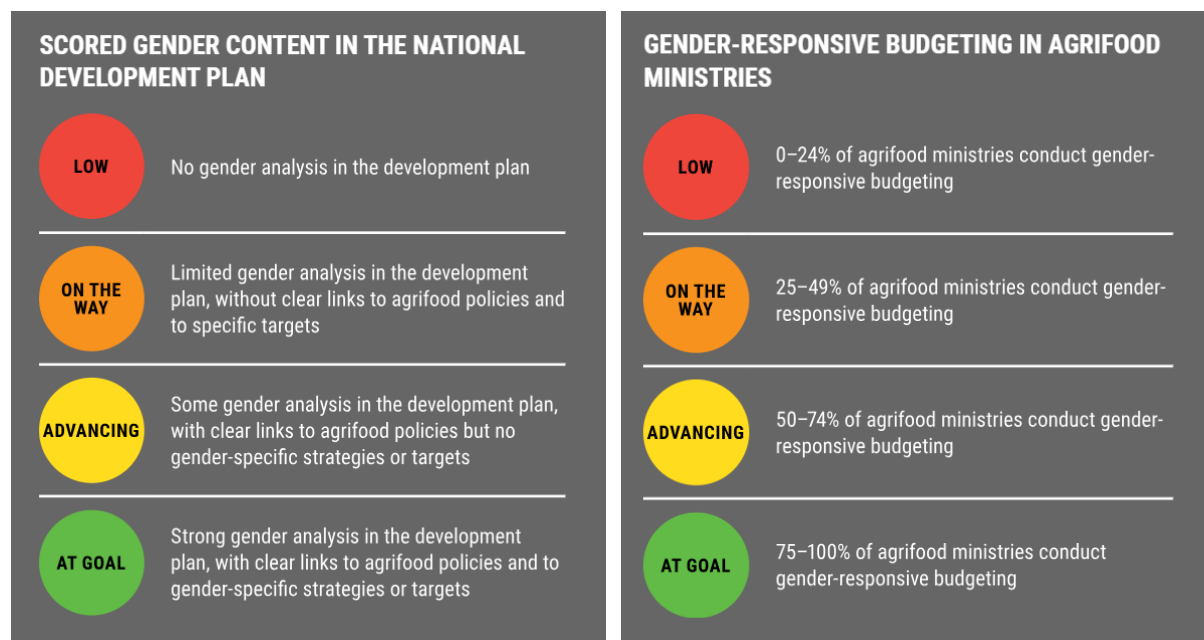 SCORED GENDER CONTENT IN THE NATIONAL
DEVELOPMENT PLAN
LOW
No gender analysis in the development plan
ON THE
WAY
Limited gender analysis in the development
plan, without clear links to agrifood policies and
to specific targets
ADVANCING
Some gender analysis in the development plan,
with clear links to agrifood policies but no
gender-specific strategies or targets
AT GOAL
Strong gender analysis in the development
plan, with clear links to agrifood policies and to
gender-specific strategies or targets
GENDER-RESPONSIVE BUDGETING IN AGRIFOOD
MINISTRIES
LOW
0–24% of agrifood ministries conduct gender-
responsive budgeting
ON THE
WAY
25–49% of agrifood ministries conduct gender-
responsive budgeting
ADVANCING
50–74% of agrifood ministries conduct gender-
responsive budgeting
AT GOAL
75–100% of agrifood ministries conduct
gender-responsive budgeting